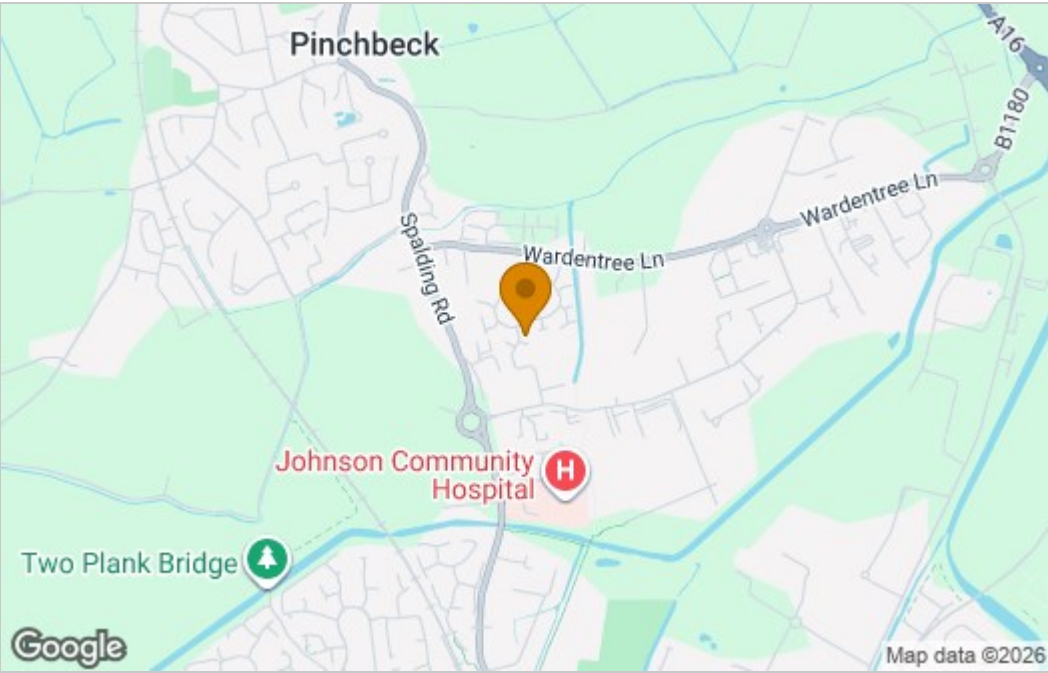 Pinchbeck
A16
B1180
Wardentree Ln
Spalding Rd
Wardentree Ln
Johnson Community
Hospital
H
Two Plank Bridge
Google
Map data ©2026